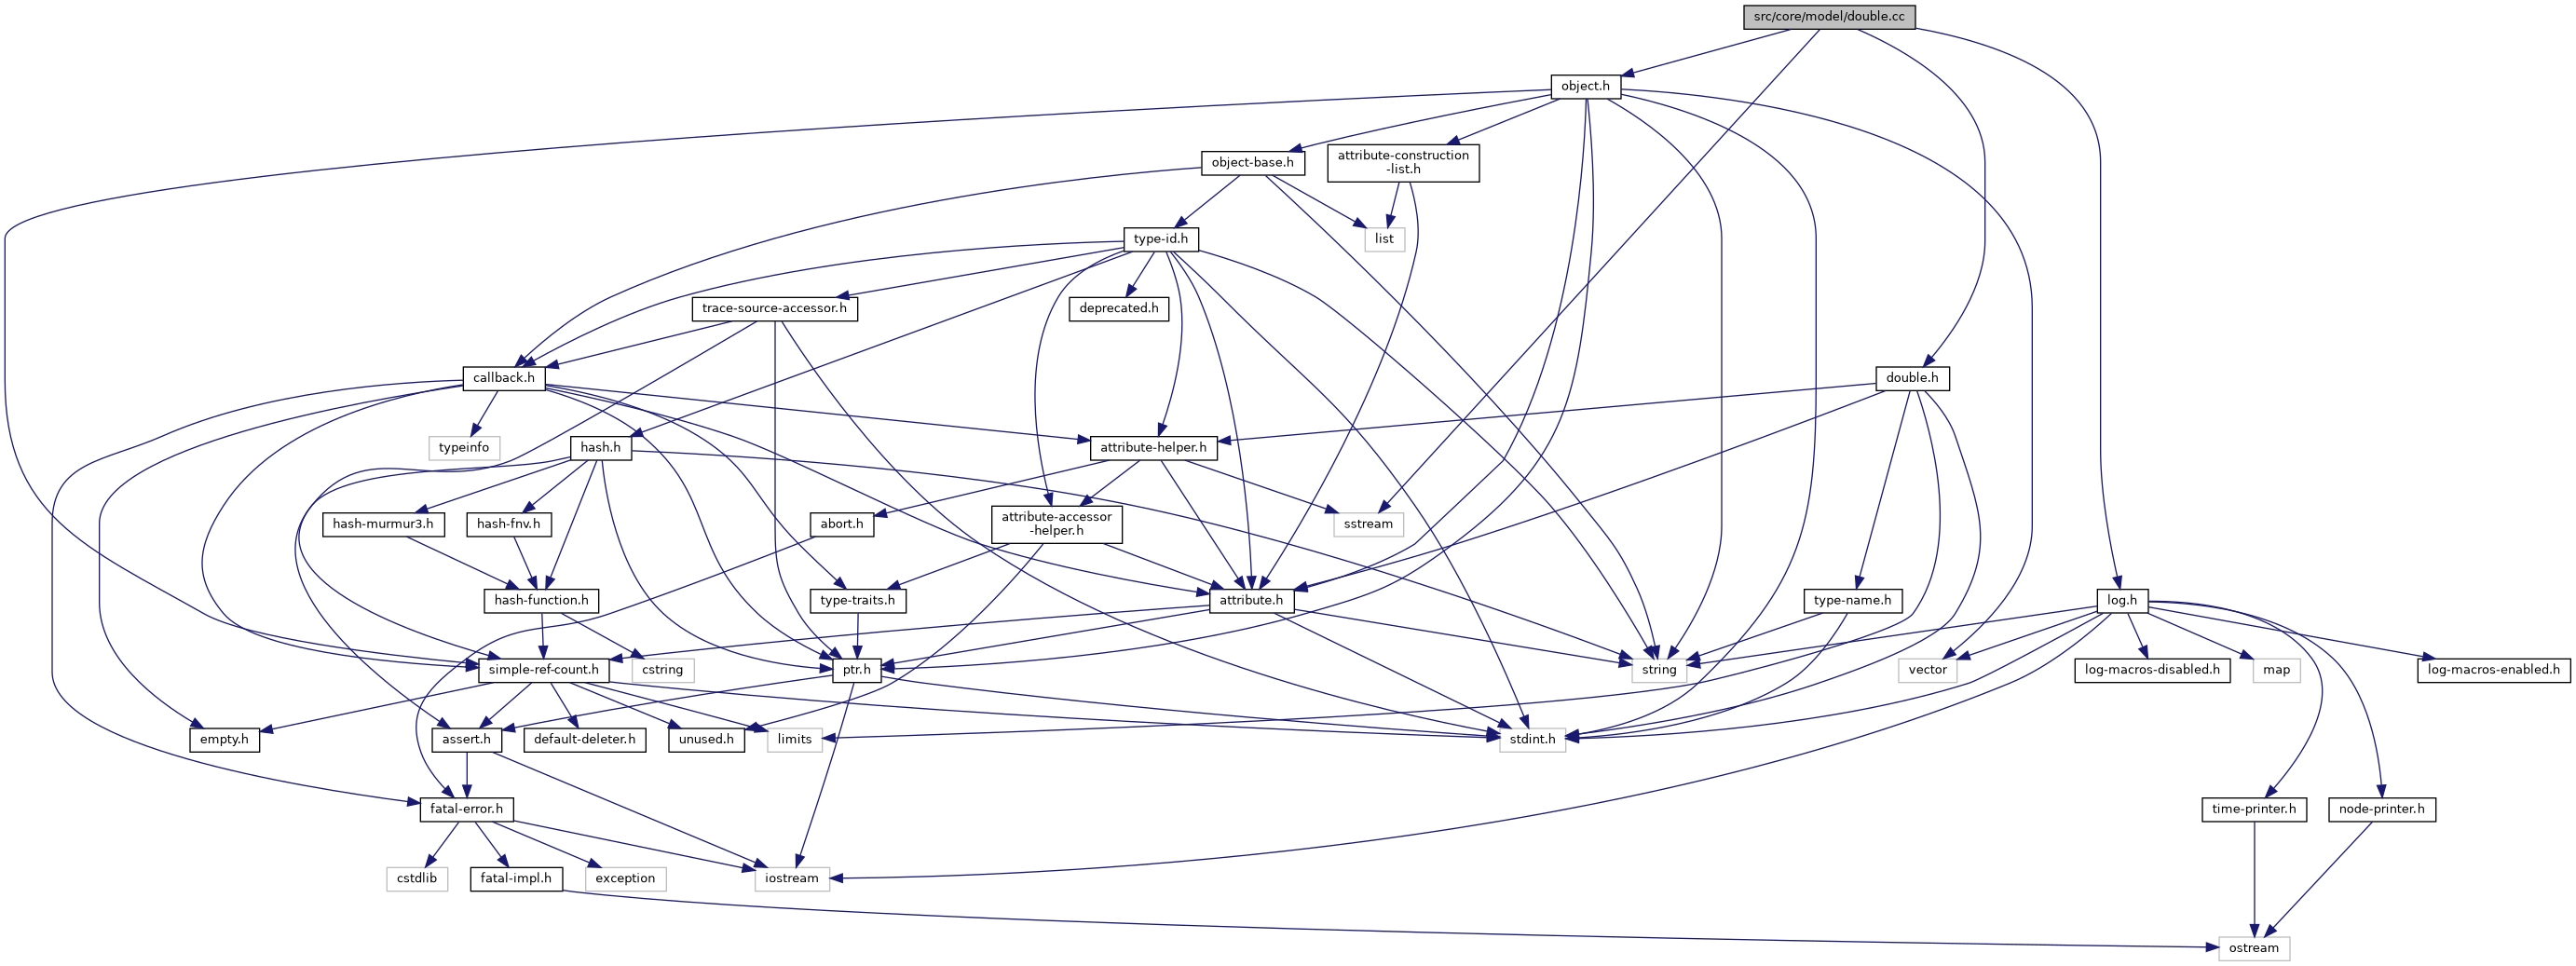 src/core/model/double.cc
object.h
object-base.h
attribute-construction
-list.h
type-id.h
list
trace-source-accessor.h
deprecated.h
callback.h
double.h
typeinfo
hash.h
attribute-helper.h
hash-murmur3.h
hash-fnv.h
abort.h
attribute-accessor
-helper.h
sstream
hash-function.h
type-traits.h
attribute.h
type-name.h
log.h
simple-ref-count.h
cstring
ptr.h
string
vector
log-macros-disabled.h
map
log-macros-enabled.h
empty.h
assert.h
default-deleter.h
unused.h
limits
stdint.h
fatal-error.h
time-printer.h
node-printer.h
cstdlib
fatal-impl.h
exception
iostream
ostream